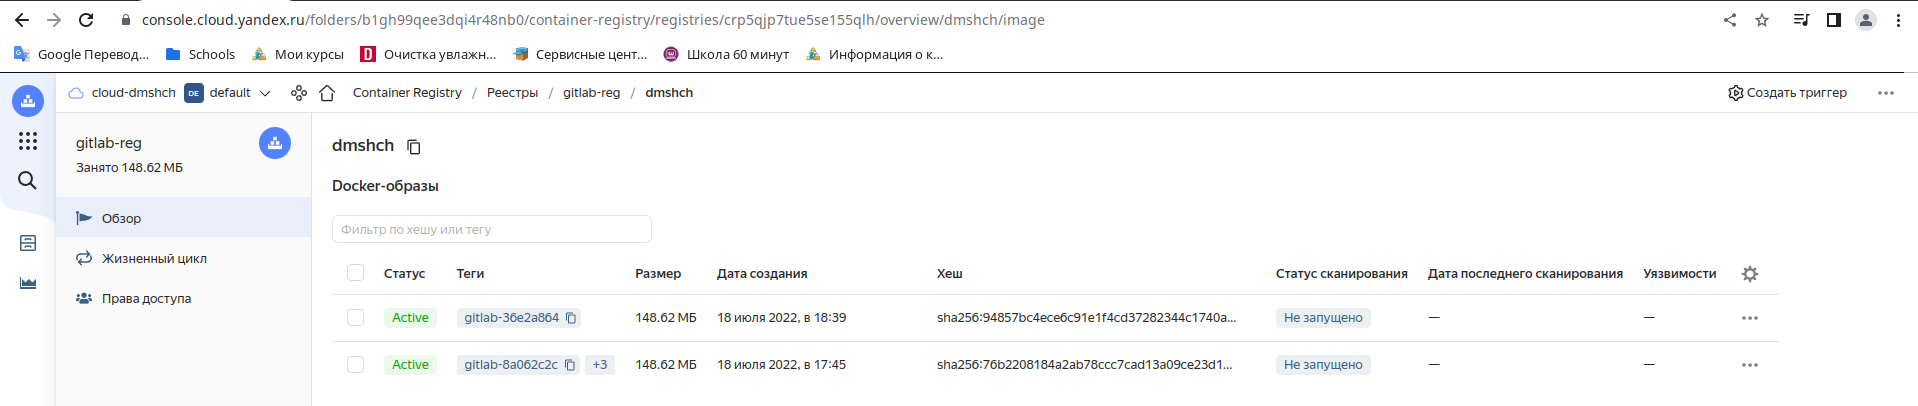 console.cloud.yandex.ru/folders/b1gh99qee3dqi4r48nb0/container-registry/registries/crp5qjp7tue5se155qlh/overview/dmshch/image
Google Перевод... Schools Мои курсы Очистка увлажн... Сервисные цент... Школа 60 минут Информация о к...
cloud-dmshch DE default Container Registry / Реестры / gitlab-reg / dmshch Создать триггер
gitlab-reg
Занято 148.62 МБ
Обзор
Жизненный цикл
Права доступа
dmshch
Docker-образы
Фильтр по хешу или тегу
Статус Теги Размер Дата создания Хеш Статус сканирования Дата последнего сканирования Уязвимости
Active gitlab-36e2a864 148.62 МБ 18 июля 2022, в 18:39 sha256:94857bc4ece6c91e1f4cd37282344c1740a... Не запущено — —
Active gitlab-8a062c2c +3 148.62 МБ 18 июля 2022, в 17:45 sha256:76b2208184a2ab78ccc7cad13a09ce23d1... Не запущено — —